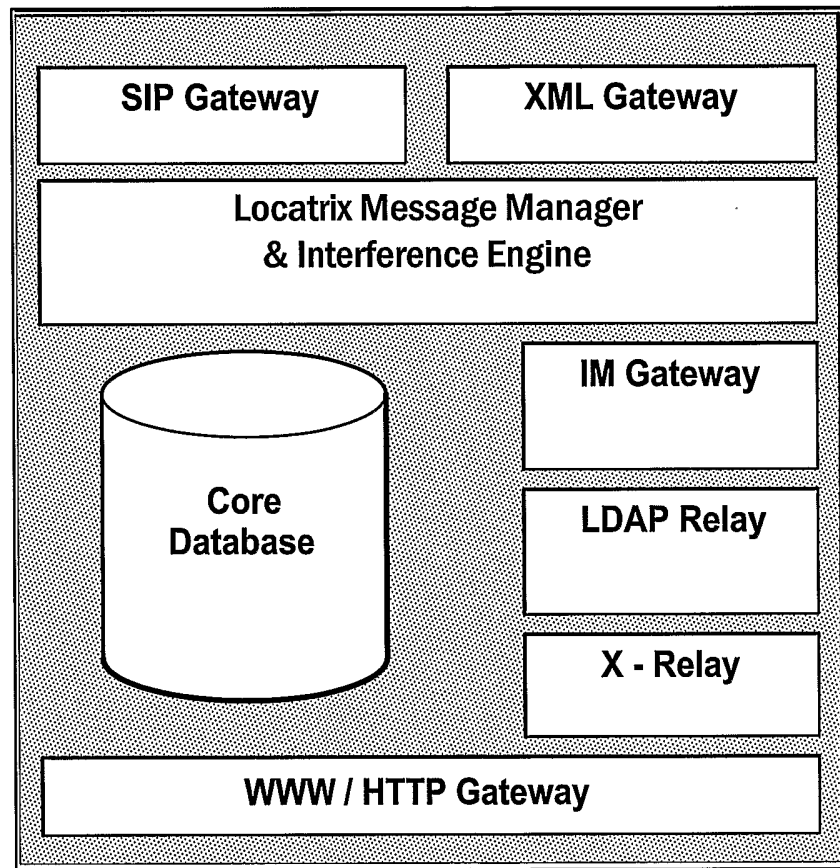 SIP Gateway
XML Gateway
Locatrix Message Manager
& Interference Engine
IM Gateway
Core
Database
LDAP Relay
X - Relay
WWW / HTTP Gateway